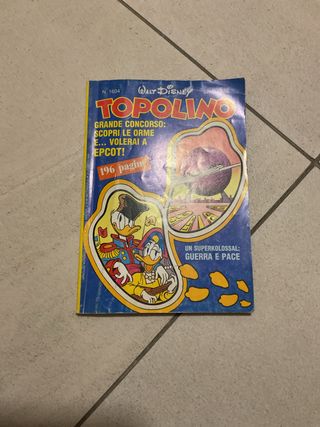 N. 1604
WALT DISNEY
TOPOLINO
GRANDE CONCORSO:
SCOPRI LE ORME
E... VOLERAI A
EPCOT!
196 pagine
UN SUPERKOLOSSAL:
GUERRA E PACE